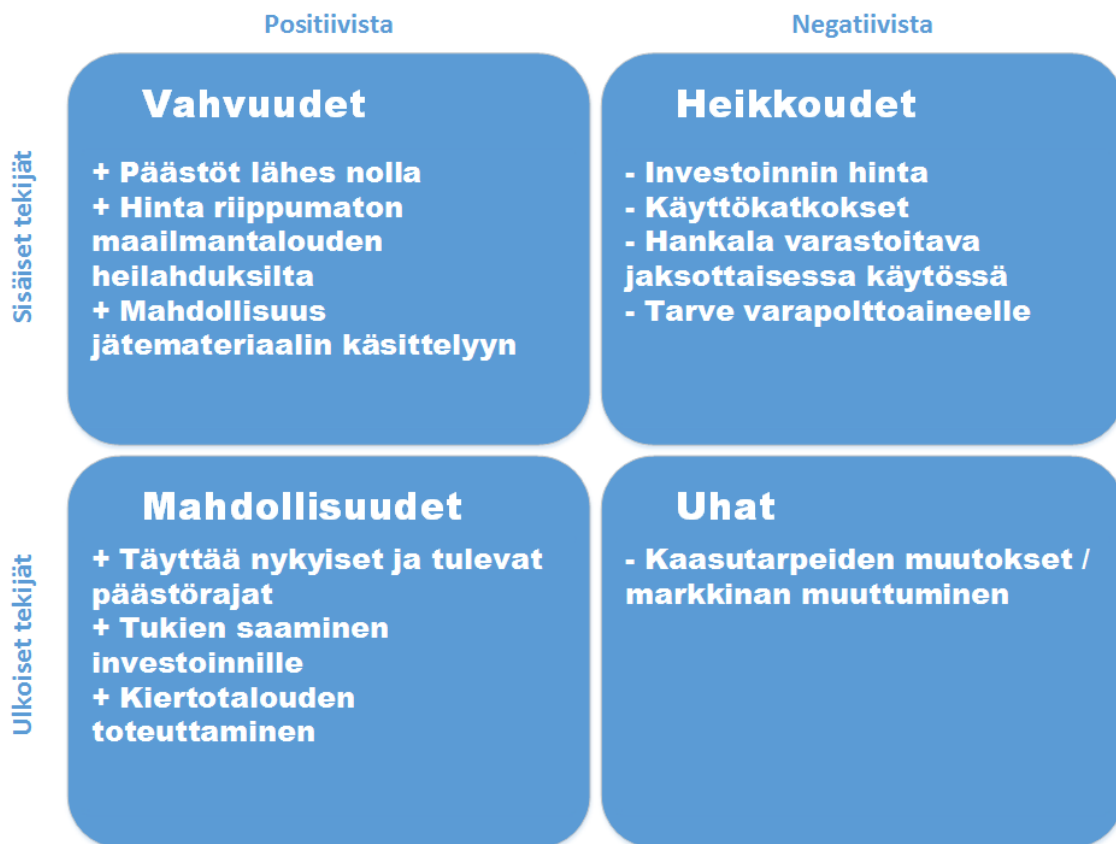 Positiivista
Negatiivista
Sisäiset tekijät
Vahvuudet
+ Päästöt lähes nolla
+ Hinta riippumaton
maailmantalouden
heilahduksilta
+ Mahdollisuus
jätemateriaalin käsittelyyn
Heikkoudet
- Investoinnin hinta
- Käyttökatkokset
- Hankala varastoitava
jaksottaisessa käytössä
- Tarve varapolttoaineelle
Ulkoiset tekijät
Mahdollisuudet
+ Täyttää nykyiset ja tulevat
päästörajat
+ Tukien saaminen
investoinnille
+ Kiertotalouden
toteuttaminen
Uhat
- Kaasutarpeiden muutokset /
markkinan muuttuminen